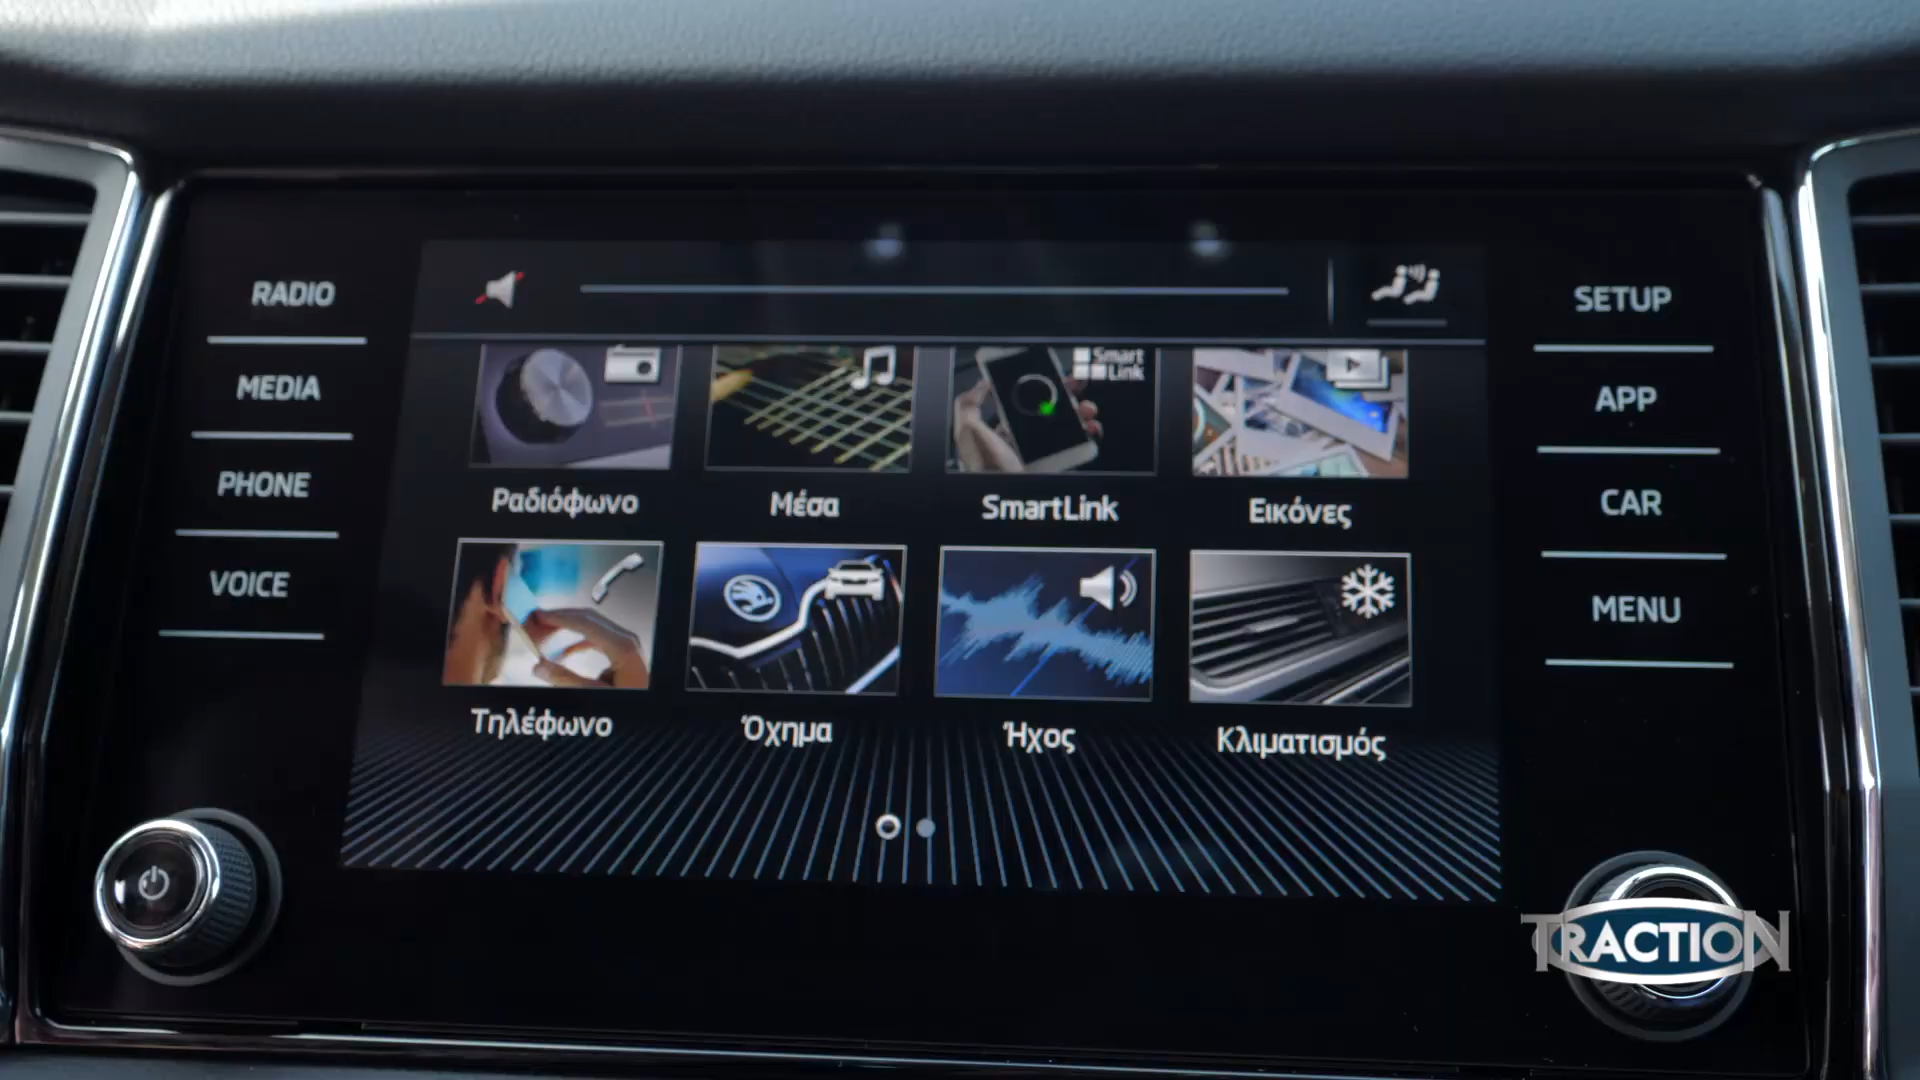 RADIO
MEDIA
PHONE
VOICE
Smart
Link
Ραδιόφωνο
Μέσα
SmartLink
Εικόνες
Τηλέφωνο
Όχημα
Ήχος
Κλιματισμός
SETUP
APP
CAR
MENU
TRACTION